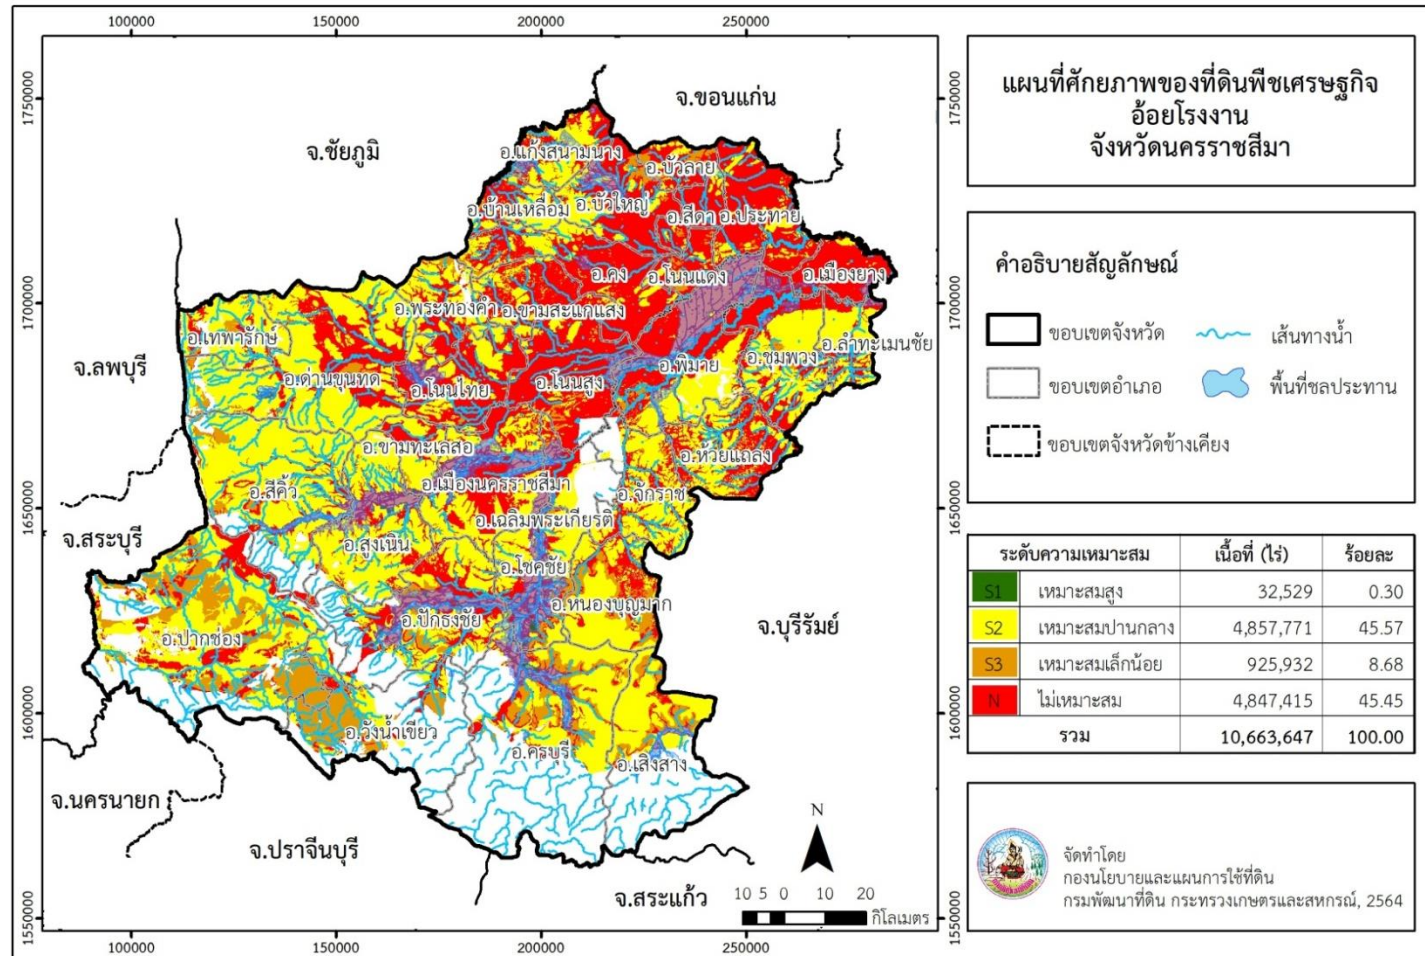 100000 150000 200000 250000
1750000
1700000
1650000
1600000
1550000
จ.ขอนแก่น
จ.ชัยภูมิ
อ.แก้งสนามนาง
อ.บัวลาย
อ.บ้านเหลื่อม
อ.บัวใหญ่
อ.สีดา
อ.ประทาย
อ.คง
อ.โนนแดง
อ.เมืองยาง
อ.พระทองคำ
อ.ขามสะแกแสง
อ.เทพารักษ์
อ.ลำทะเมนชัย
อ.ชุมพวง
อ.พิมาย
จ.ลพบุรี
อ.ด่านขุนทด
อ.โนนไทย
อ.โนนสูง
อ.ขามทะเลสอ
อ.ห้วยแถลง
อ.เมืองนครราชสีมา
อ.สีคิ้ว
อ.จักราช
อ.เฉลิมพระเกียรติ
จ.สระบุรี
อ.สูงเนิน
อ.โชคชัย
อ.หนองบุญมาก
อ.ปักธงชัย
จ.บุรีรัมย์
อ.ปากช่อง
อ.วังน้ำเขียว
อ.ครบุรี
อ.เสิงสาง
จ.นครนายก
จ.ปราจีนบุรี
จ.สระแก้ว
N
10 5 0 10 20
กิโลเมตร
1750000
1700000
1650000
1600000
1550000
100000 150000 200000 250000
แผนที่ศักยภาพของที่ดินพืชเศรษฐกิจ
อ้อยโรงงาน
จังหวัดนครราชสีมา
คำอธิบายสัญลักษณ์
ขอบเขตจังหวัด เส้นทางน้ำ
ขอบเขตอำเภอ พื้นที่ชลประทาน
ขอบเขตจังหวัดข้างเคียง
ระดับความเหมาะสม เนื้อที่ (ไร่) ร้อยละ
S1 เหมาะสมสูง 32,529 0.30
S2 เหมาะสมปานกลาง 4,857,771 45.57
S3 เหมาะสมเล็กน้อย 925,932 8.68
N ไม่เหมาะสม 4,847,415 45.45
รวม 10,663,647 100.00
จัดทำโดย
กองนโยบายและแผนการใช้ที่ดิน
กรมพัฒนาที่ดิน กระทรวงเกษตรและสหกรณ์, 2564